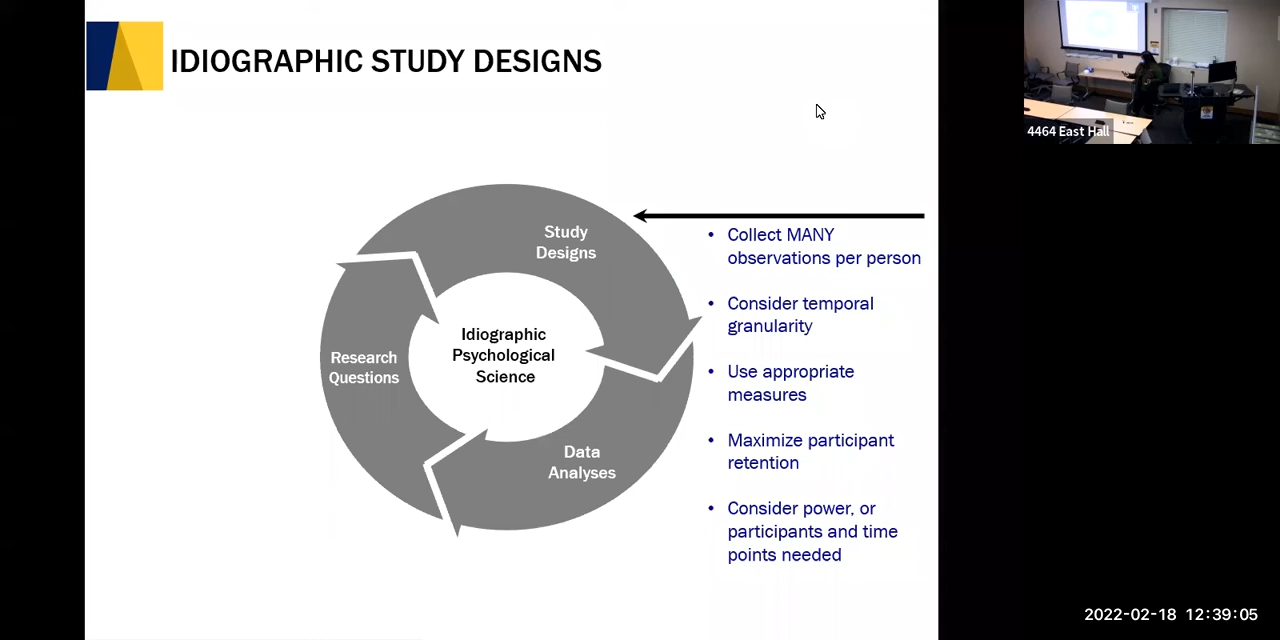 IDIOGRAPHIC STUDY DESIGNS
4464 East Hall
Study
Designs
Idiographic
Psychological
Science
Research
Questions
Data
Analyses
• Collect MANY
observations per person
• Consider temporal
granularity
• Use appropriate
measures
• Maximize participant
retention
• Consider power, or
participants and time
points needed
2022-02-18 12:39:05